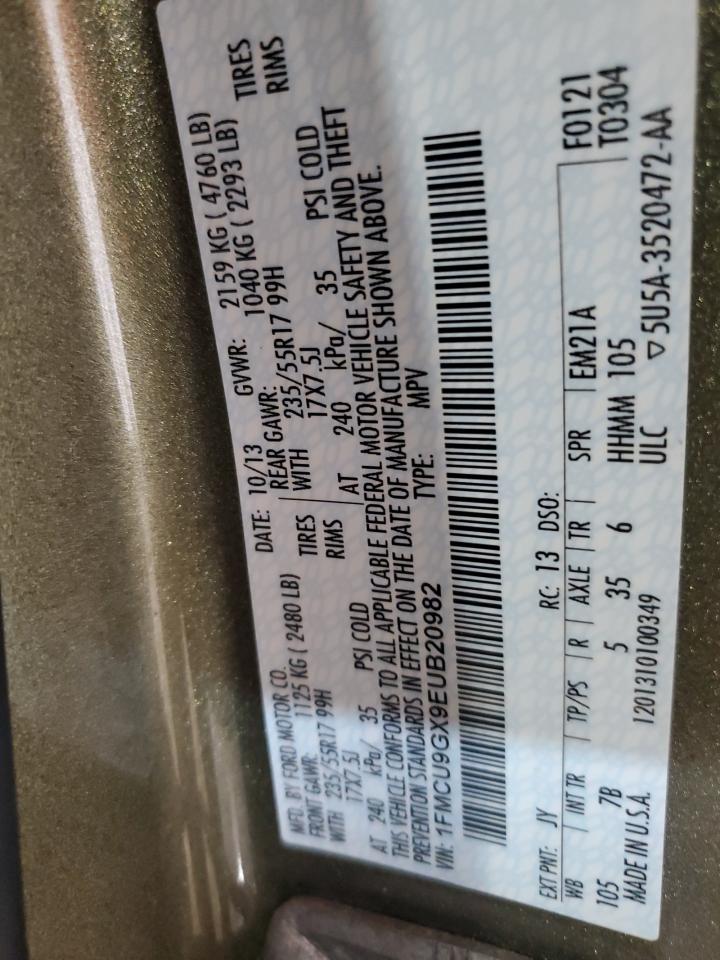 MFD. BY FORD MOTOR CO.
DATE: 10/13 GVWR: 2159 KG ( 4760 LB)
FRONT GAWR: 1125 KG ( 2480 LB)
REAR GAWR: 1040 KG ( 2293 LB)
WITH 235/55R17 99H TIRES
WITH 235/55R17 99H TIRES
17X7.5J RIMS
17X7.5J RIMS
AT 240 kPa/ 35 PSI COLD
AT 240 kPa/ 35 PSI COLD
THIS VEHICLE CONFORMS TO ALL APPLICABLE FEDERAL MOTOR VEHICLE SAFETY AND THEFT
PREVENTION STANDARDS IN EFFECT ON THE DATE OF MANUFACTURE SHOWN ABOVE.
VIN: 1FMCU9GX9EUB20982 TYPE: MPV
EXT PNT: JY RC: 13 DSO: F0121
WB INT TR TP/PS R AXLE TR SPR EM21A T0304
105 7B 5 35 6 HHMM 105
MADE IN U.S.A. 1201310100349 ULC ▽5U5A-3520472-AA